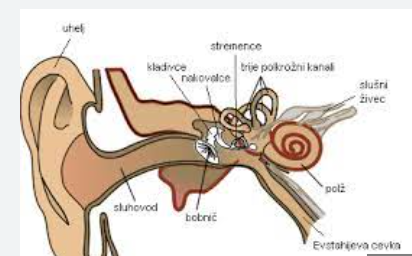 uhelj
stremence
kladivce
nakovalce
trije polkrožni kanali
slušni
živec
polž
sluhovod
bobnič
Evstahijeva cevka